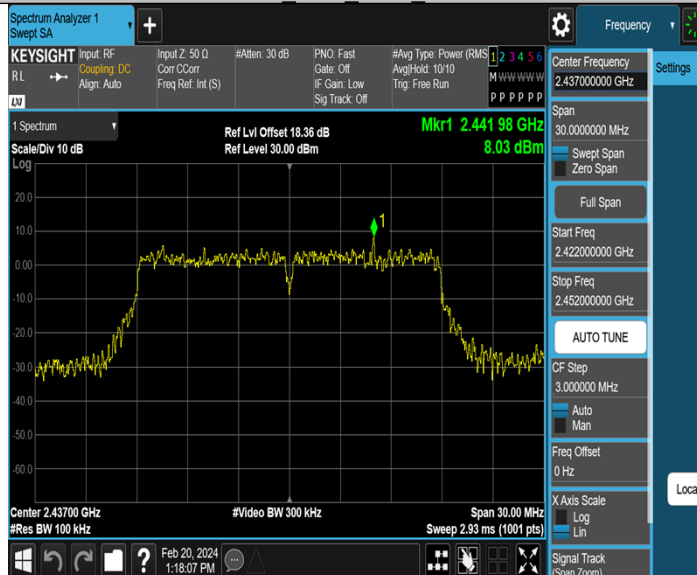 Spectrum Analyzer 1
Swept SA
Frequency
KEYSIGHT
RL
LXI
Input: RF
Coupling: DC
Align: Auto
Input Z: 50 Ω
Corr CCorr
Freq Ref: Int (S)
#Atten: 30 dB
PNO: Fast
Gate: Off
IF Gain: Low
Sig Track: Off
#Avg Type: Power (RMS
Avg|Hold: 10/10
Trig: Free Run
1 2 3 4 5 6
M W W W W W
P P P P P P
1 Spectrum
Scale/Div 10 dB
Log
Ref Lvl Offset 18.36 dB
Ref Level 30.00 dBm
Mkr1 2.441 98 GHz
8.03 dBm
1
20.0
10.0
0.00
-10.0
-20.0
-30.0
-40.0
-50.0
-60.0
Center 2.43700 GHz
#Res BW 100 kHz
#Video BW 300 kHz
Span 30.00 MHz
Sweep 2.93 ms (1001 pts)
Feb 20, 2024
1:18:07 PM
Center Frequency
2.437000000 GHz
Span
30.0000000 MHz
Swept Span
Zero Span
Full Span
Start Freq
2.422000000 GHz
Stop Freq
2.452000000 GHz
AUTO TUNE
CF Step
3.000000 MHz
Auto
Man
Freq Offset
0 Hz
X Axis Scale
Log
Lin
Signal Track
(Span Zoom)
Settings
Loca